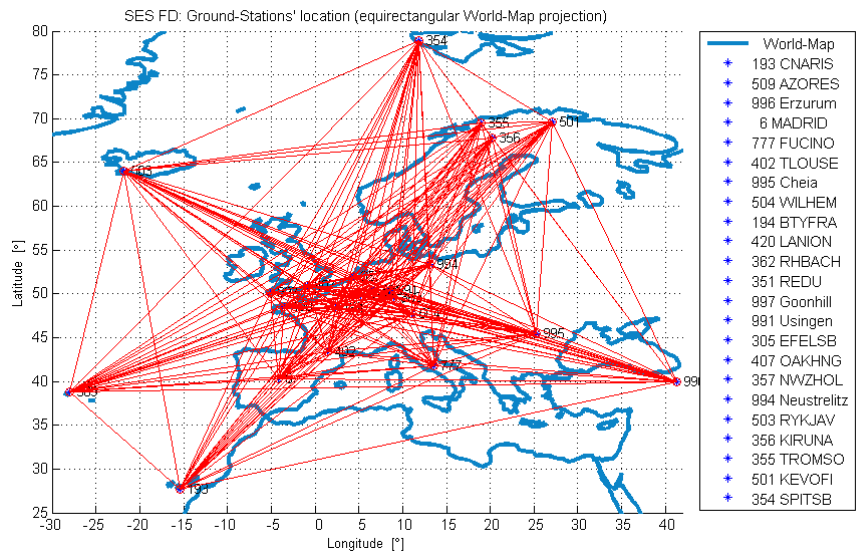 SES FD: Ground-Stations' location (equirectangular World-Map projection)
Latitude [°]
80
75
70
65
60
55
50
45
40
35
30
25
-30 -25 -20 -15 -10 -5 0 5 10 15 20 25 30 35 40
Longitude [°]
354
355
501
356
503
994
995
193
World-Map
193 CNARIS
509 AZORES
996 Erzurum
6 MADRID
777 FUCINO
402 TLOUSE
995 Cheia
504 WILHEM
194 BTYFRA
420 LANION
362 RHBACH
351 REDU
997 Goonhill
991 Usingen
305 EFELSB
407 OAKHNG
357 NWZHOL
994 Neustrelitz
503 RYKJAV
356 KIRUNA
355 TROMSO
501 KEVOFI
354 SPITSB